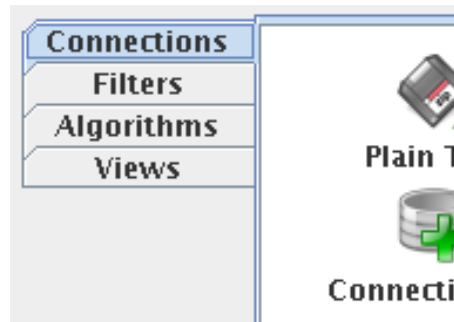 Connections
Filters
Algorithms
Views
Plain
Connecti